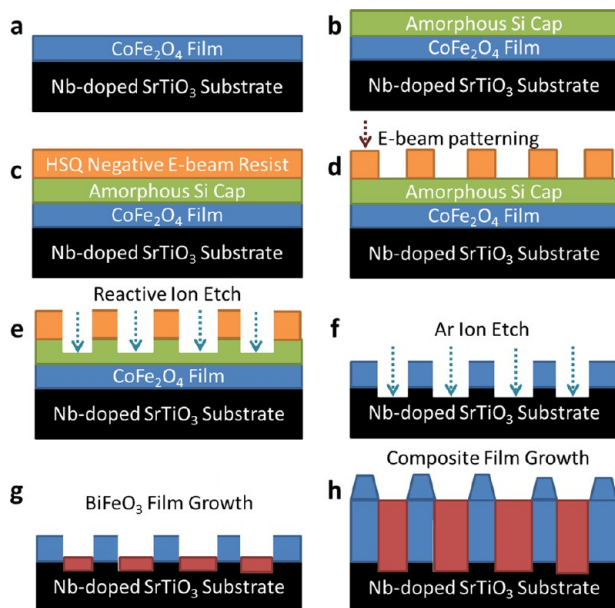 a
CoFe₂O₄ Film
Nb-doped SrTiO₃ Substrate
b
Amorphous Si Cap
CoFe₂O₄ Film
Nb-doped SrTiO₃ Substrate
c
HSQ Negative E-beam Resist
Amorphous Si Cap
CoFe₂O₄ Film
Nb-doped SrTiO₃ Substrate
d
E-beam patterning
Amorphous Si Cap
CoFe₂O₄ Film
Nb-doped SrTiO₃ Substrate
e
Reactive Ion Etch
CoFe₂O₄ Film
Nb-doped SrTiO₃ Substrate
f
Ar Ion Etch
Nb-doped SrTiO₃ Substrate
g
BiFeO₃ Film Growth
Nb-doped SrTiO₃ Substrate
h
Composite Film Growth
Nb-doped SrTiO₃ Substrate